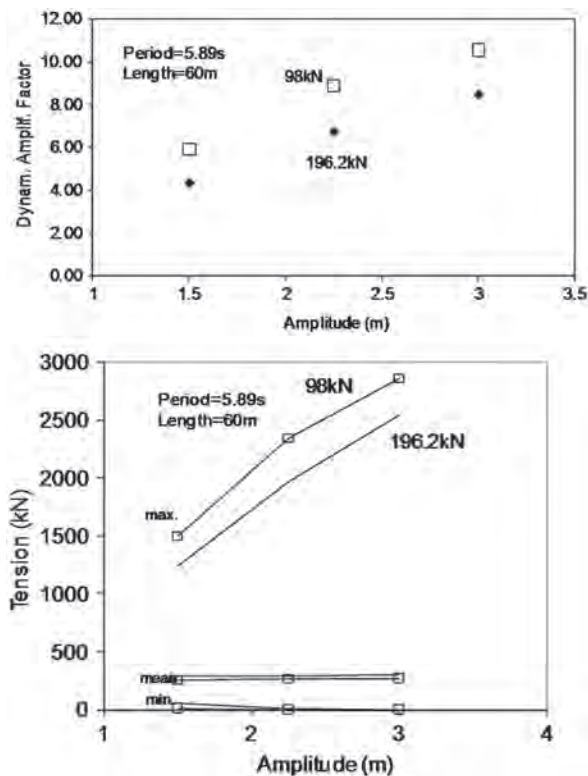 12.00
10.00
8.00
6.00
4.00
2.00
0.00
Dynam. Amplif. Factor
Period=5.89s
Length=60m
98kN
196.2kN
1 1.5 2 2.5 3 3.5
Amplitude (m)
3000
2500
2000
1500
1000
500
0
Tension (kN)
Period=5.89s
Length=60m
98kN
196.2kN
max.
mean
min.
1 2 3 4
Amplitude (m)